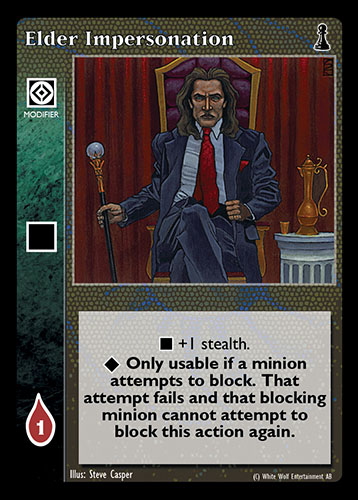 Elder Impersonation
MODIFIER
+1 stealth.
Only usable if a minion
attempts to block. That
attempt fails and that blocking
minion cannot attempt to
block this action again.
1
Illus: Steve Casper
(C) White Wolf Entertainment AB